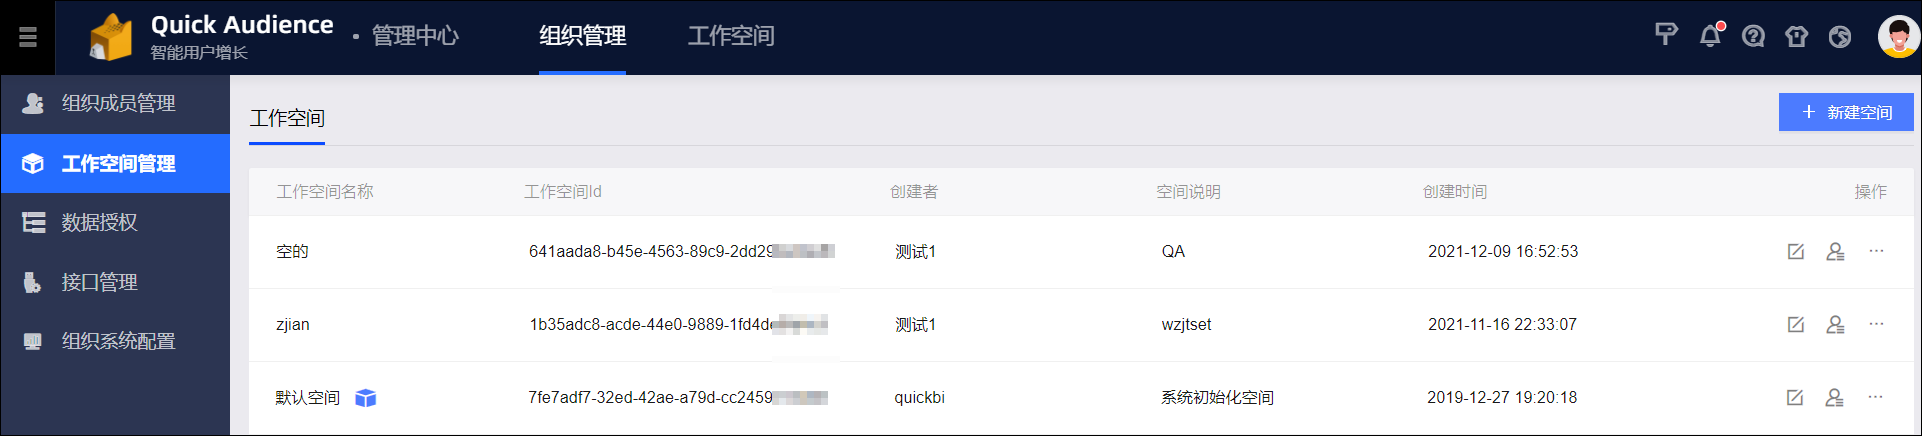 Quick Audience
智能用户增长
· 管理中心
组织管理
工作空间
组织成员管理
工作空间管理
数据授权
接口管理
组织系统配置
工作空间
+ 新建空间
工作空间名称 工作空间Id 创建者 空间说明 创建时间 操作
空的 641aada8-b45e-4563-89c9-2dd29 测试1 QA 2021-12-09 16:52:53 ···
zjian 1b35adc8-acde-44e0-9889-1fd4d 测试1 wzjtset 2021-11-16 22:33:07 ···
默认空间 7fe7adf7-32ed-42ae-a79d-cc2459 quickbi 系统初始化空间 2019-12-27 19:20:18 ···